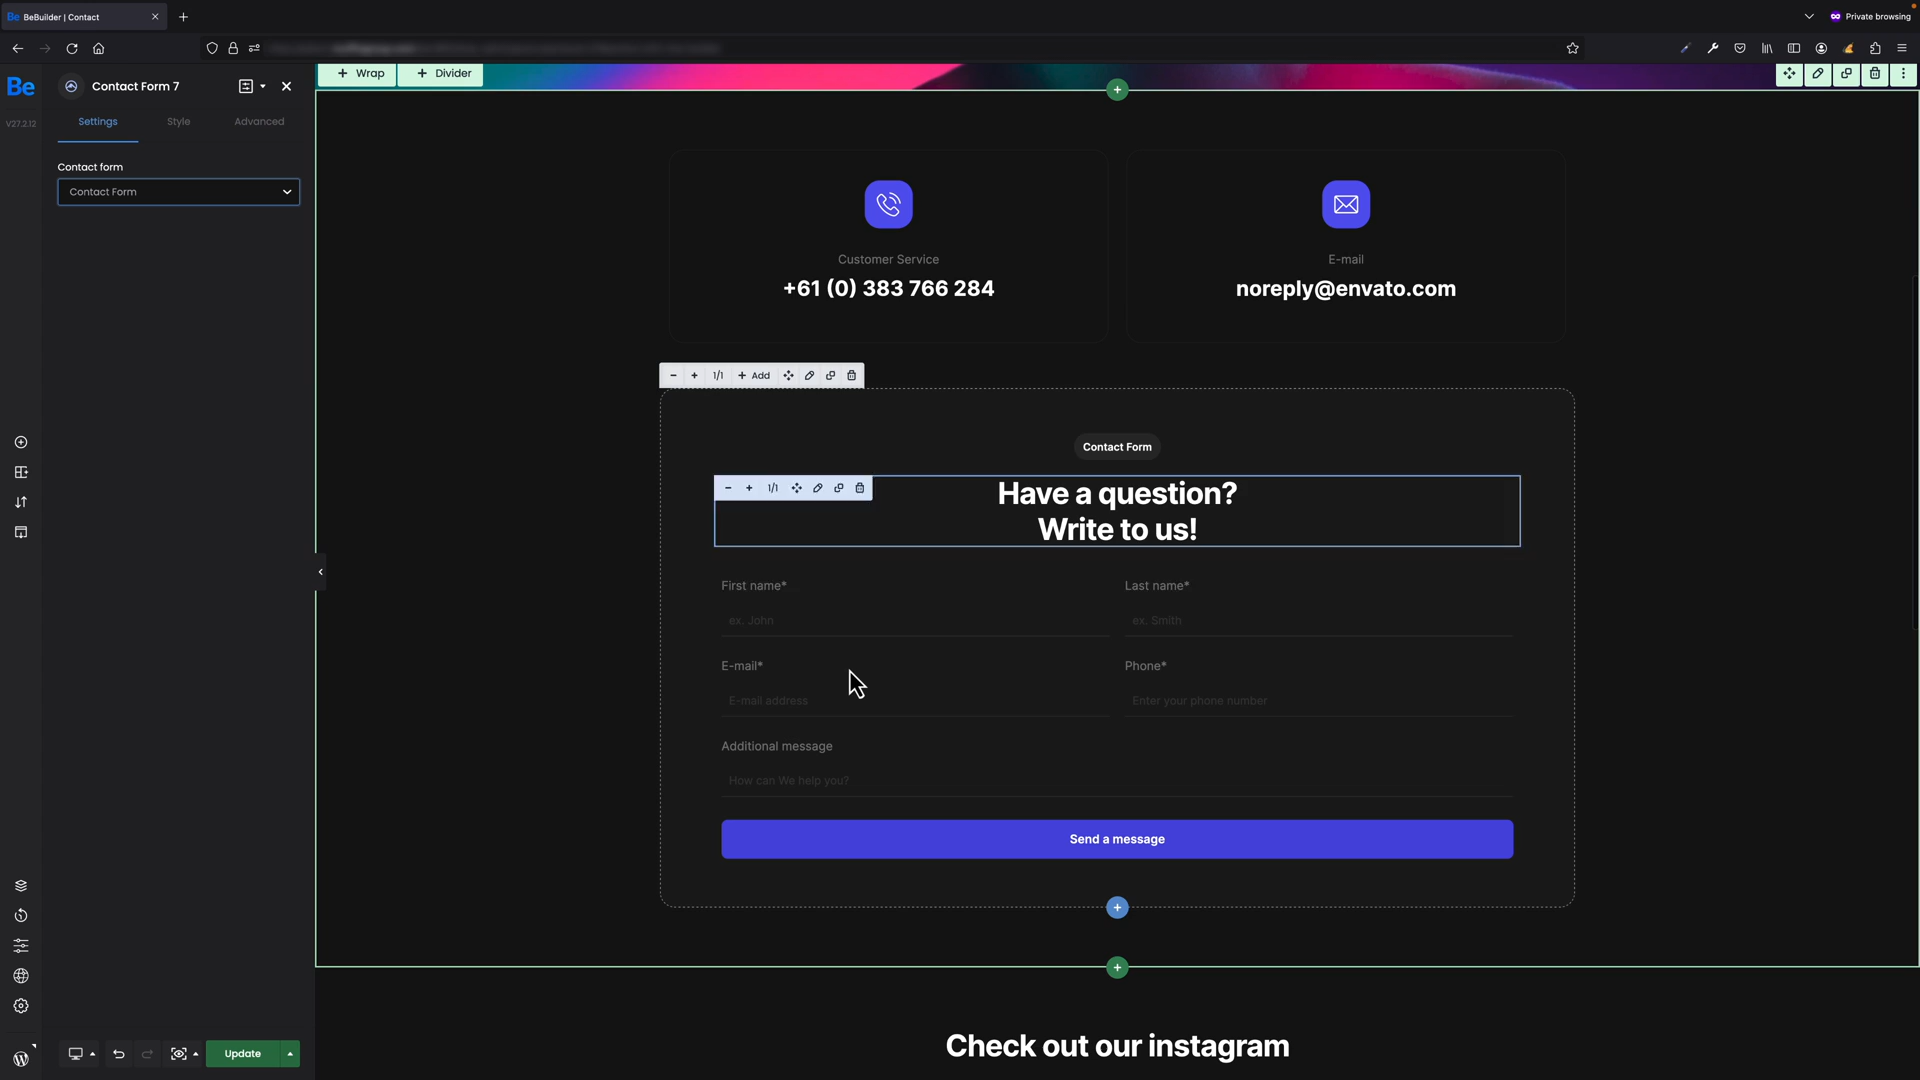 Be BeBuilder | Contact
Private browsing
Be
V27.2.12
Contact Form 7
Settings Style Advanced
Contact form
Contact Form
Update
+ Wrap + Divider
Customer Service
+61 (0) 383 766 284
E-mail
noreply@envato.com
1/1 + Add
Contact Form
1/1
Have a question?
Write to us!
First name* Last name*
ex. John ex. Smith
E-mail* Phone*
E-mail address Enter your phone number
Additional message
How can We help you?
Send a message
Check out our instagram